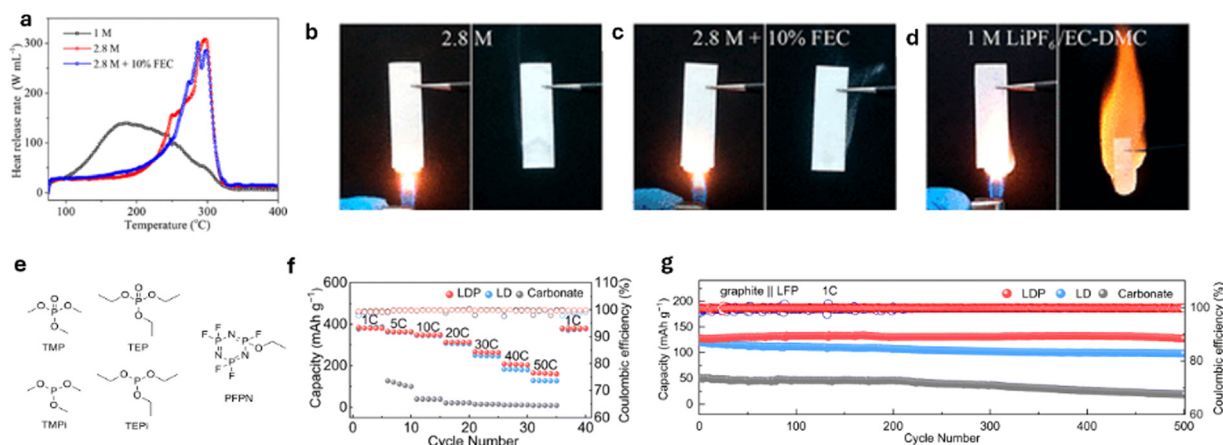 a
1 M
2.8 M
2.8 M + 10% FEC
Heat release rate (W mL⁻¹)
300
200
100
0
100 200 300 400
Temperature (°C)
b
2.8 M
c
2.8 M + 10% FEC
d
1 M LiPF₆/EC-DMC
e
O
O P O
O
TMP
O
O P O
O
TEP
F F
N
P P
F O
N N
P
F F
PFPN
O P O
O
TMPi
O P O
O
TEPi
f
LDP LD Carbonate
1C 5C 10C 20C 30C 40C 50C 1C
Capacity (mAh g⁻¹)
600
400
200
0
Coulombic efficiency (%)
110
100
90
80
70
60
0 10 20 30 40
Cycle Number
g
graphite || LFP 1C
LDP LD Carbonate
Capacity (mAh g⁻¹)
200
150
100
50
0
Coulombic efficiency (%)
100
80
60
0 100 200 300 400 500
Cycle Number